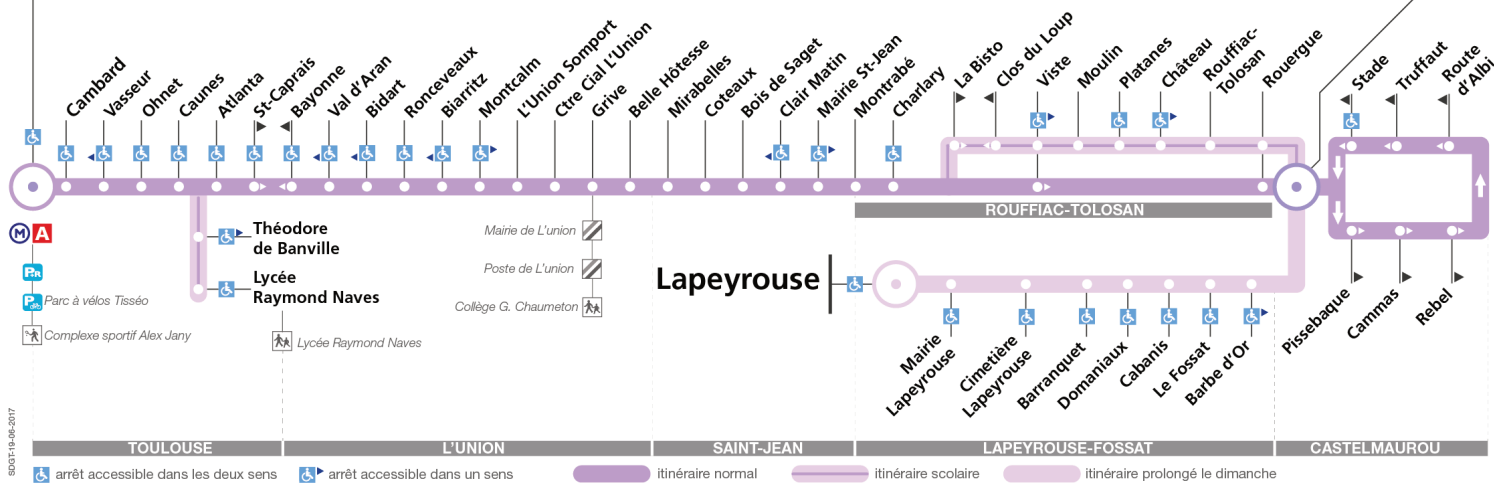 Cambard
Vasseur
Ohnet
Caunes
Atlanta
St-Caprais
Bayonne
Val d'Aran
Bidart
Ronceveaux
Biarritz
Montcalm
L'Union Somport
Ctre Cial L'Union
Grive
Belle Hôtesse
Mirabelles
Coteaux
Bois de Saget
Clair Matin
Mairie St-Jean
Montrabé
Charlary
La Bisto
Clos du Loup
Viste
Moulin
Platanes
Château
Rouffiac-
Tolosan
Rouergue
Stade
Truffaut
Route
d'Albi
ROUFFIAC-TOLOSAN
M A
Théodore
de Banville
Lycée
Raymond Naves
Lycée Raymond Naves
P+R
P
Parc à vélos Tisséo
Complexe sportif Alex Jany
Mairie de L'union
Poste de L'union
Collège G. Chaumeton
Lapeyrouse
Mairie
Lapeyrouse
Cimetière
Lapeyrouse
Barranquet
Domaniaux
Cabanis
Le Fossat
Barbe d'Or
Pissebaque
Cammas
Rebel
SDGT-19-06-2017
TOULOUSE
L'UNION
SAINT-JEAN
LAPEYROUSE-FOSSAT
CASTELMAUROU
arrêt accessible dans les deux sens
arrêt accessible dans un sens
itinéraire normal
itinéraire scolaire
itinéraire prolongé le dimanche